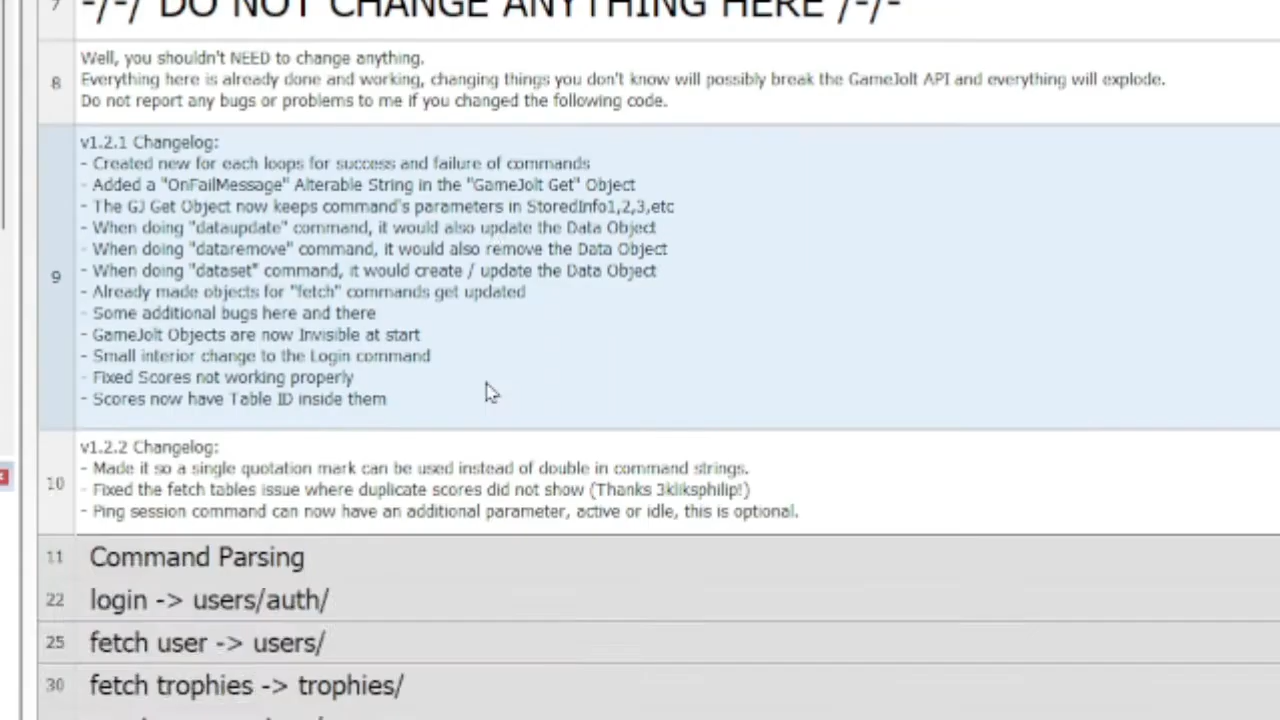 7
-/-/ DO NOT CHANGE ANYTHING HERE /-/-
8
Well, you shouldn't NEED to change anything.
Everything here is already done and working, changing things you don't know will possibly break the GameJolt API and everything will explode.
Do not report any bugs or problems to me if you changed the following code.
9
v1.2.1 Changelog:
- Created new for each loops for success and failure of commands
- Added a "OnFailMessage" Alterable String in the "GameJolt Get" Object
- The GJ Get Object now keeps command's parameters in StoredInfo1,2,3,etc
- When doing "dataupdate" command, it would also update the Data Object
- When doing "dataremove" command, it would also remove the Data Object
- When doing "dataset" command, it would create / update the Data Object
- Already made objects for "fetch" commands get updated
- Some additional bugs here and there
- GameJolt Objects are now Invisible at start
- Small interior change to the Login command
- Fixed Scores not working properly
- Scores now have Table ID inside them
10
v1.2.2 Changelog:
- Made it so a single quotation mark can be used instead of double in command strings.
- Fixed the fetch tables issue where duplicate scores did not show (Thanks 3kliksphilip!)
- Ping session command can now have an additional parameter, active or idle, this is optional.
11 Command Parsing
22 login -> users/auth/
25 fetch user -> users/
30 fetch trophies -> trophies/